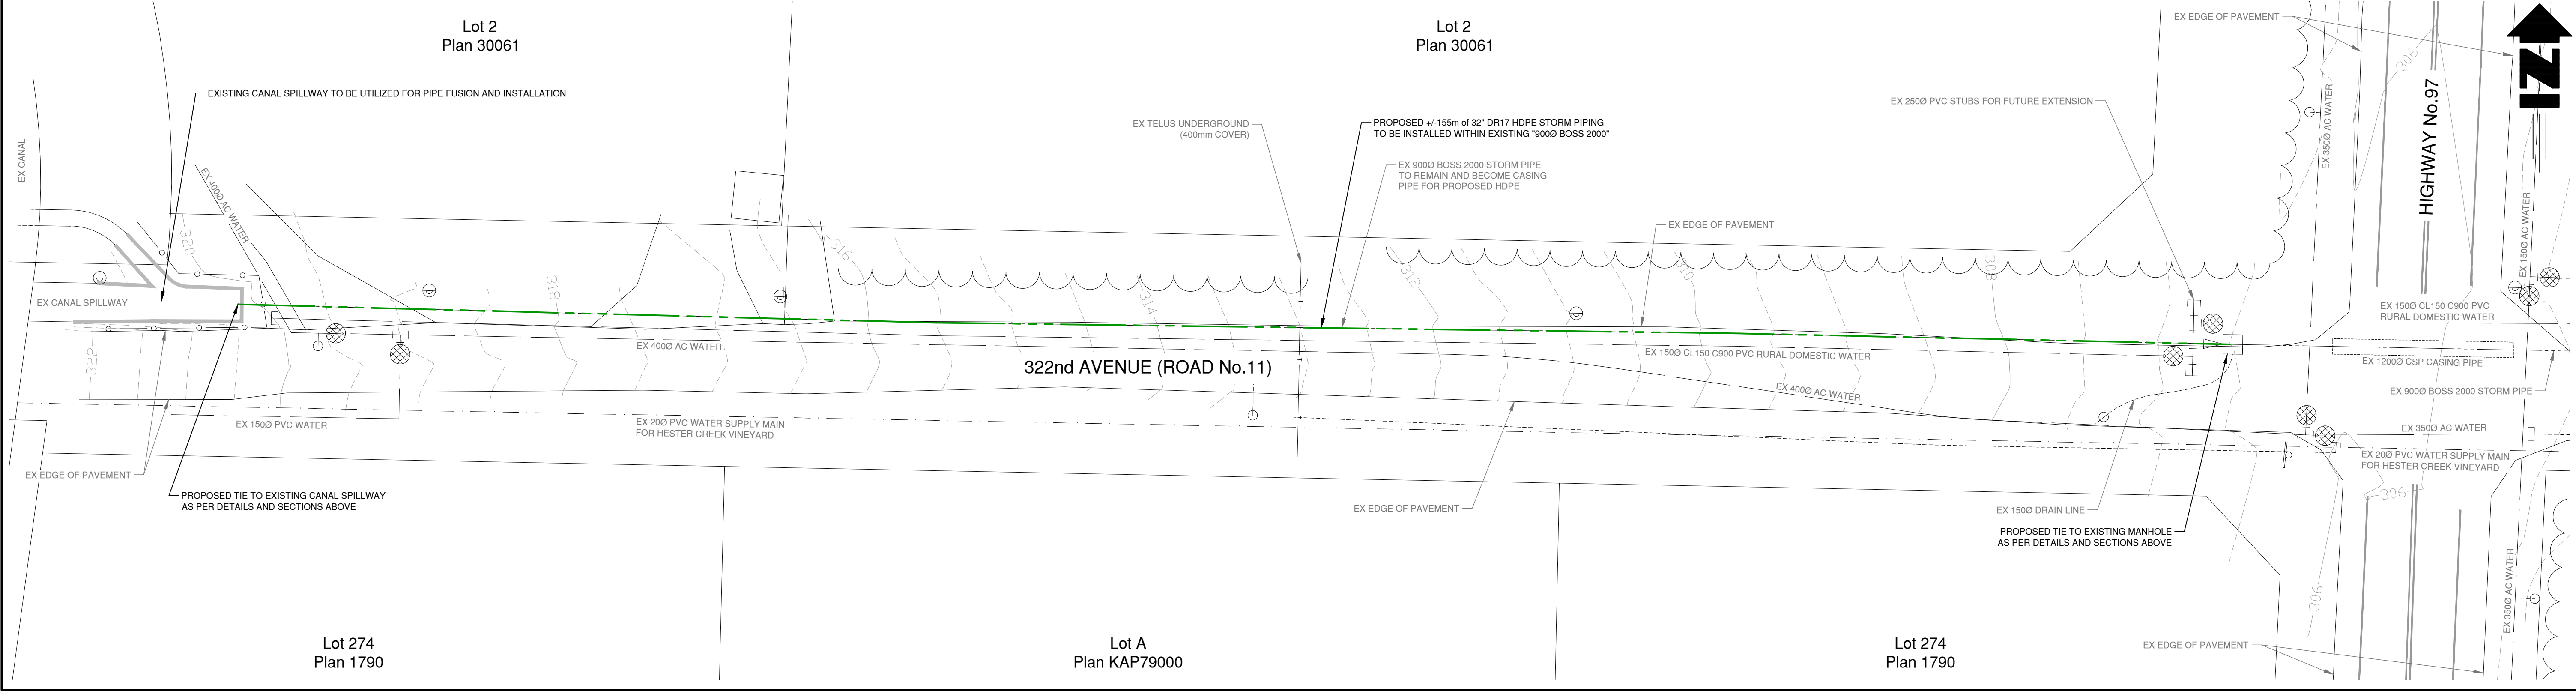 Lot 2
Plan 30061
Lot 2
Plan 30061
EX EDGE OF PAVEMENT
306
N
HIGHWAY No.97
EXISTING CANAL SPILLWAY TO BE UTILIZED FOR PIPE FUSION AND INSTALLATION
EX TELUS UNDERGROUND
(400mm COVER)
PROPOSED +/-155m of 32" DR17 HDPE STORM PIPING
TO BE INSTALLED WITHIN EXISTING "900Ø BOSS 2000"
EX 900Ø BOSS 2000 STORM PIPE
TO REMAIN AND BECOME CASING
PIPE FOR PROPOSED HDPE
EX 250Ø PVC STUBS FOR FUTURE EXTENSION
EX 350Ø AC WATER
EX CANAL
EX 400Ø AC WATER
320
318
316
314
312
310
308
EX EDGE OF PAVEMENT
EX 150Ø AC WATER
EX CANAL SPILLWAY
322
EX 400Ø AC WATER
322nd AVENUE (ROAD No.11)
EX 150Ø CL150 C900 PVC RURAL DOMESTIC WATER
EX 400Ø AC WATER
EX 150Ø CL150 C900 PVC
RURAL DOMESTIC WATER
EX 1200Ø CSP CASING PIPE
EX 900Ø BOSS 2000 STORM PIPE
EX 150Ø PVC WATER
EX 20Ø PVC WATER SUPPLY MAIN
FOR HESTER CREEK VINEYARD
EX 350Ø AC WATER
EX 20Ø PVC WATER SUPPLY MAIN
FOR HESTER CREEK VINEYARD
306
EX EDGE OF PAVEMENT
PROPOSED TIE TO EXISTING CANAL SPILLWAY
AS PER DETAILS AND SECTIONS ABOVE
EX EDGE OF PAVEMENT
EX 150Ø DRAIN LINE
PROPOSED TIE TO EXISTING MANHOLE
AS PER DETAILS AND SECTIONS ABOVE
306
EX 350Ø AC WATER
Lot 274
Plan 1790
Lot A
Plan KAP79000
Lot 274
Plan 1790
EX EDGE OF PAVEMENT